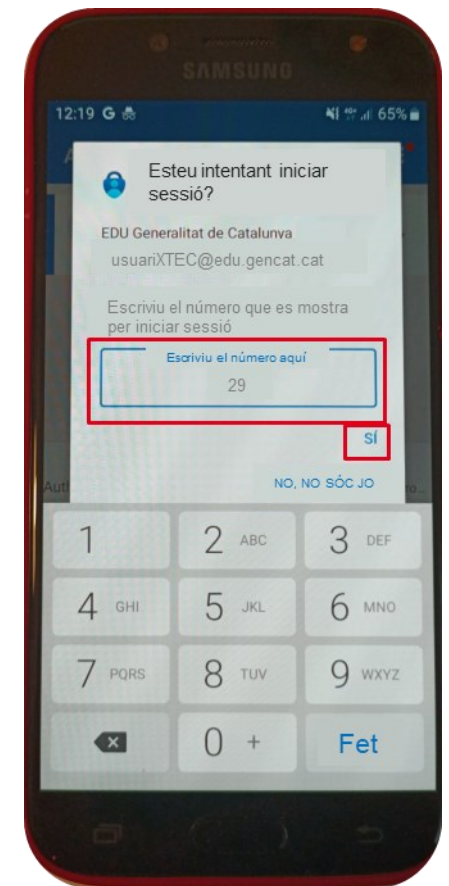 SAMSUNG
12:19 G 65%
Esteu intentant iniciar
sessió?
EDU Generalitat de Catalunya
usuariXTEC@edu.gencat.cat
Escriviu el número que es mostra
per iniciar sessió
Escriviu el número aquí
29
SÍ
NO, NO SÓC JO
1 2 ABC 3 DEF
4 GHI 5 JKL 6 MNO
7 PQRS 8 TUV 9 WXYZ
0 + Fet